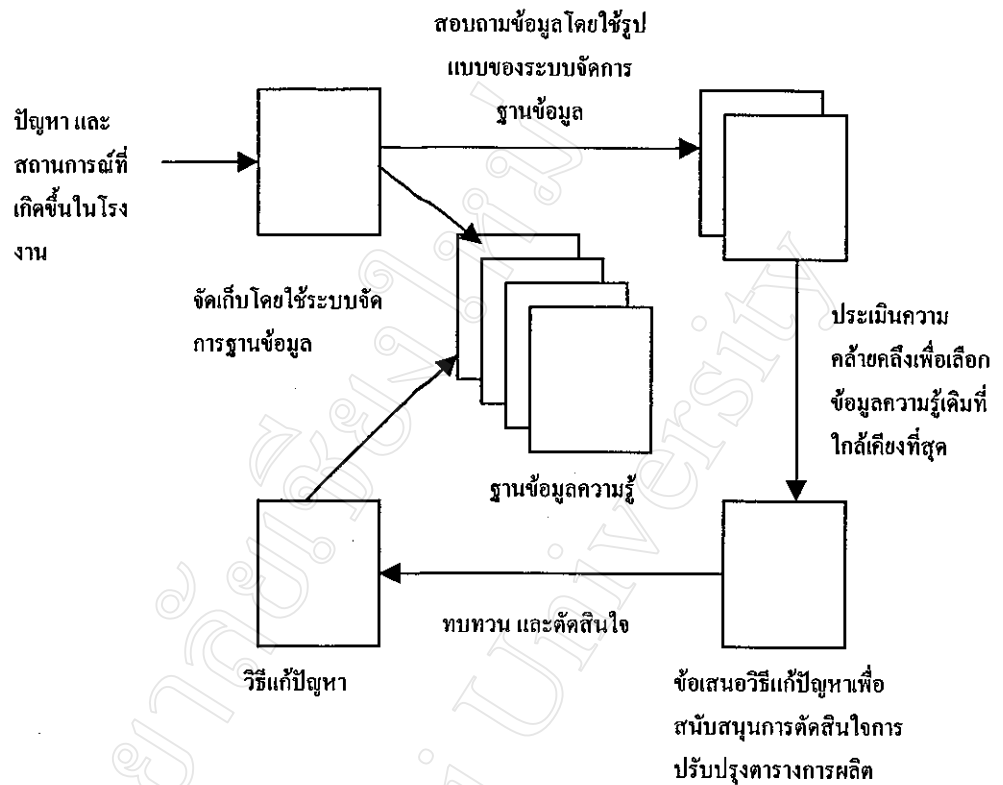 สอบถามข้อมูลโดยใช้รูป
แบบของระบบจัดการ
ฐานข้อมูล
ปัญหา และ
สถานการณ์ที่
เกิดขึ้นในโรง
งาน
จัดเก็บโดยใช้ระบบจัด
การฐานข้อมูล
ประเมินความ
คล้ายคลึงเพื่อเลือก
ข้อมูลความรู้เดิมที่
ใกล้เคียงที่สุด
ฐานข้อมูลความรู้
ทบทวน และตัดสินใจ
วิธีแก้ปัญหา
ข้อเสนอวิธีแก้ปัญหาเพื่อ
สนับสนุนการตัดสินใจการ
ปรับปรุงตารางการผลิต
University